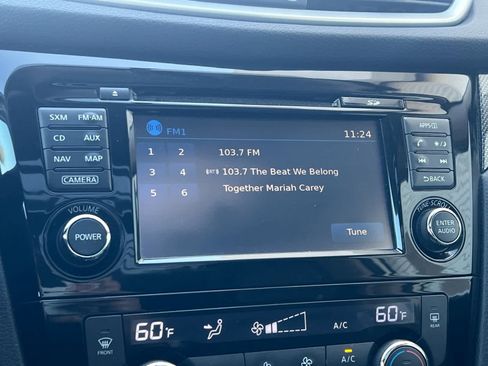 SD
SXM FM·AM
CD AUX
NAV MAP
CAMERA
VOLUME
POWER
FM1
11:24
1 2
103.7 FM
3 4
103.7 The Beat We Belong
5 6
Together Mariah Carey
Tune
APPS
BACK
TUNE·SCROLL
ENTER
AUDIO
60°F
A/C
60°F
FRONT
A/C
REAR